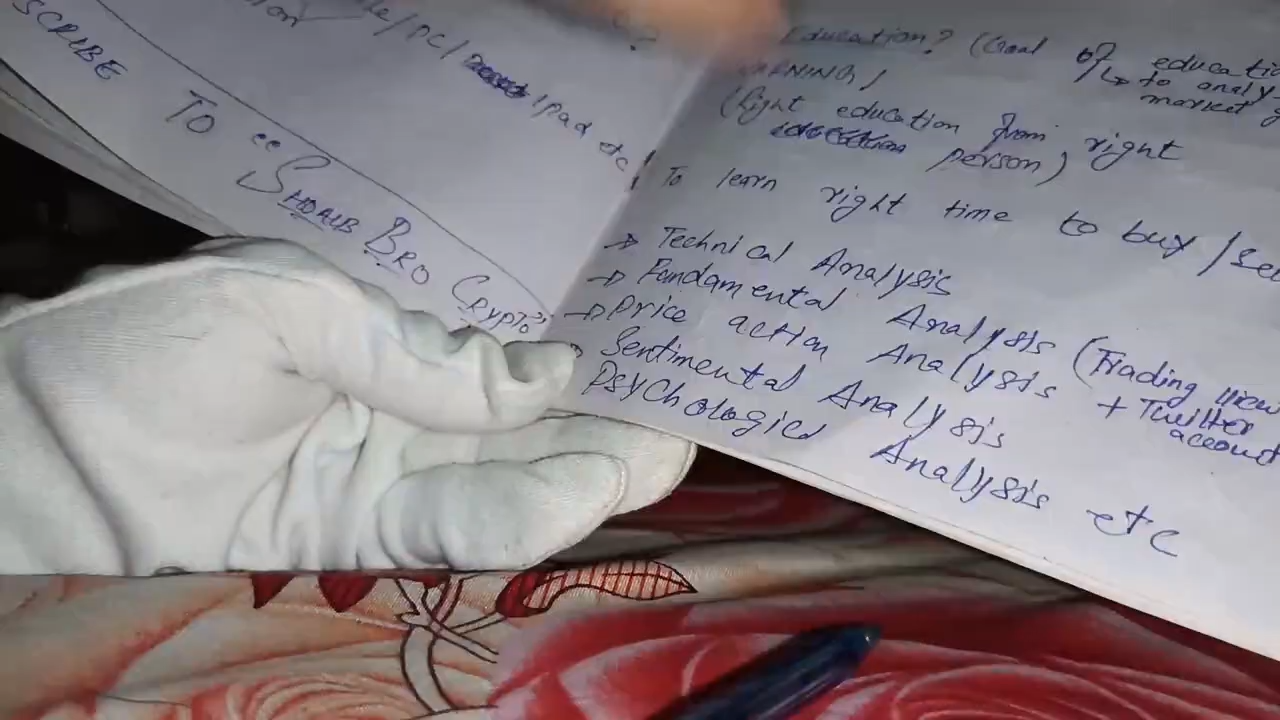 /PC/ Ipad etc
SCRIBE TO "SHOAIB BRO CRYPTO"
Education? (Goal of education
↳ to analy
market
(Right education from right
person)
To learn right time to buy / se
→ Technical Analysis
→ Fundamental Analysis (Trading View
→ Price action Analysis + Twitter
account
Sentimental Analysis
Psychological Analysis etc